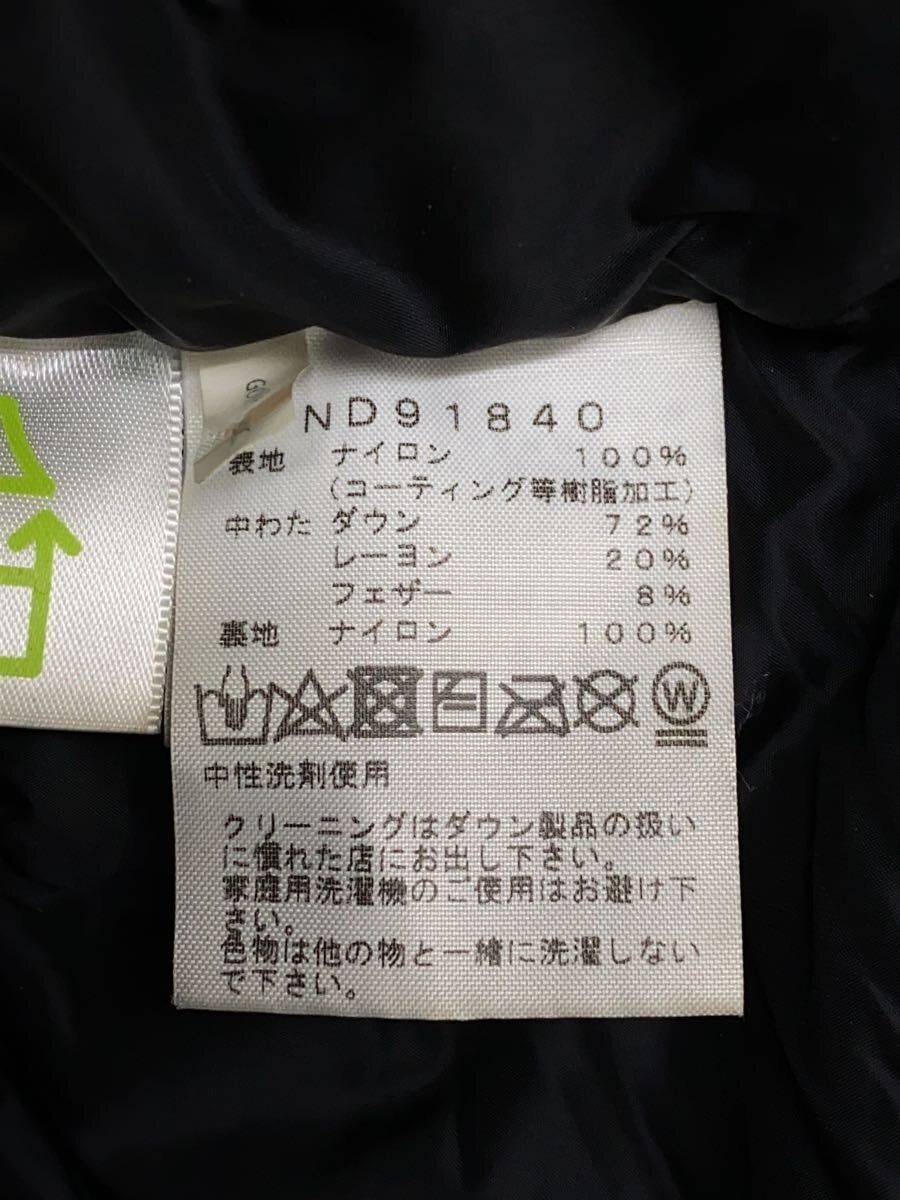 GO
ND91840
表地 ナイロン 100%
(コーティング等樹脂加工)
中わた ダウン 72%
レーヨン 20%
フェザー 8%
裏地 ナイロン 100%
W
中性洗剤使用
クリーニングはダウン製品の扱い
に慣れた店にお出し下さい。
家庭用洗濯機のご使用はお避け下
さい。
色物は他の物と一緒に洗濯しない
で下さい。